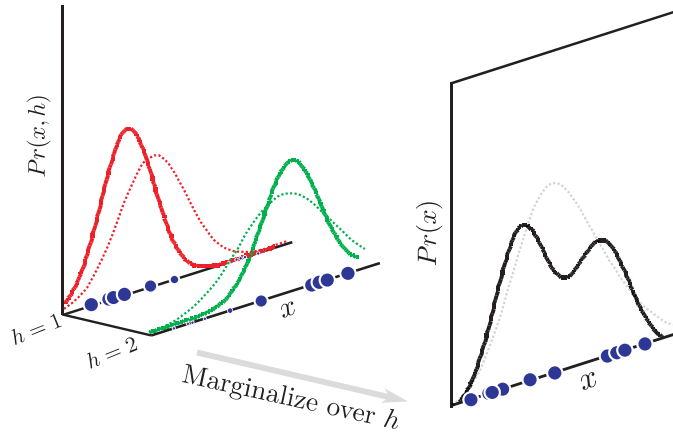 Pr(x, h)
h = 1
h = 2
x
Marginalize over h
Pr(x)
x